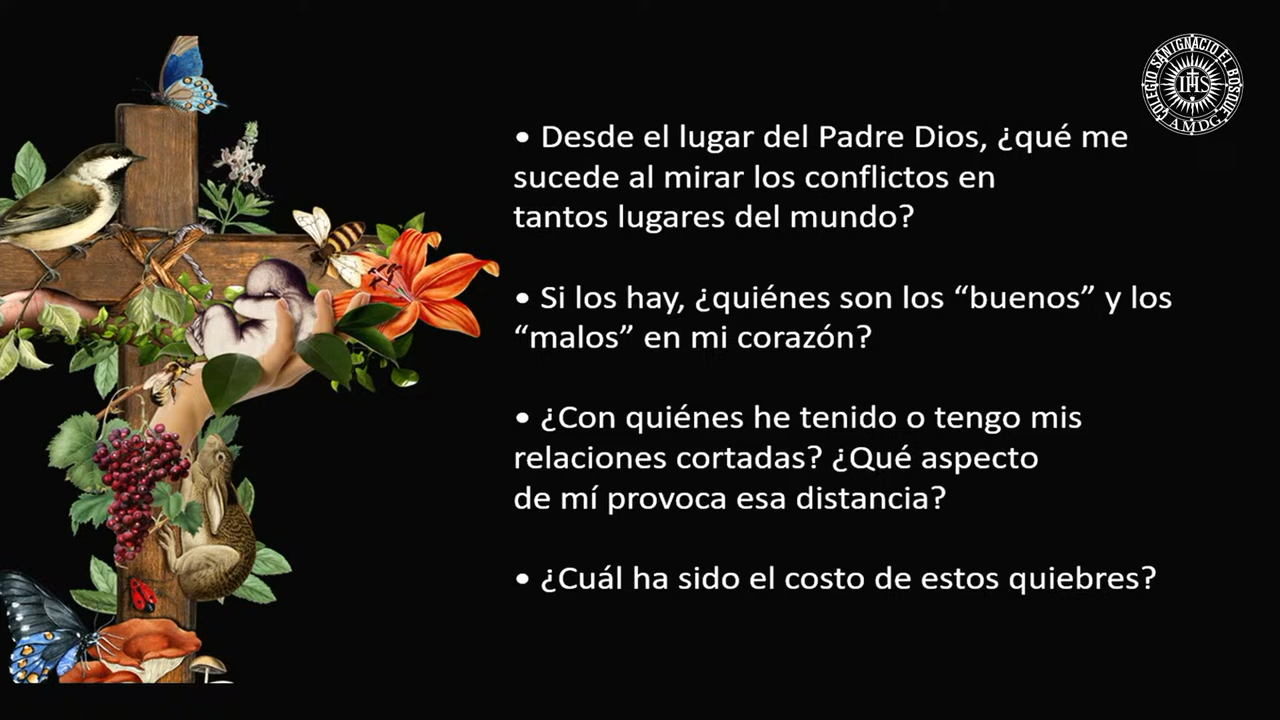 COLEGIO SAN IGNACIO EL BOSQUE
IHS
AMDG
• Desde el lugar del Padre Dios, ¿qué me
sucede al mirar los conflictos en
tantos lugares del mundo?
• Si los hay, ¿quiénes son los “buenos” y los
“malos” en mi corazón?
• ¿Con quiénes he tenido o tengo mis
relaciones cortadas? ¿Qué aspecto
de mí provoca esa distancia?
• ¿Cuál ha sido el costo de estos quiebres?